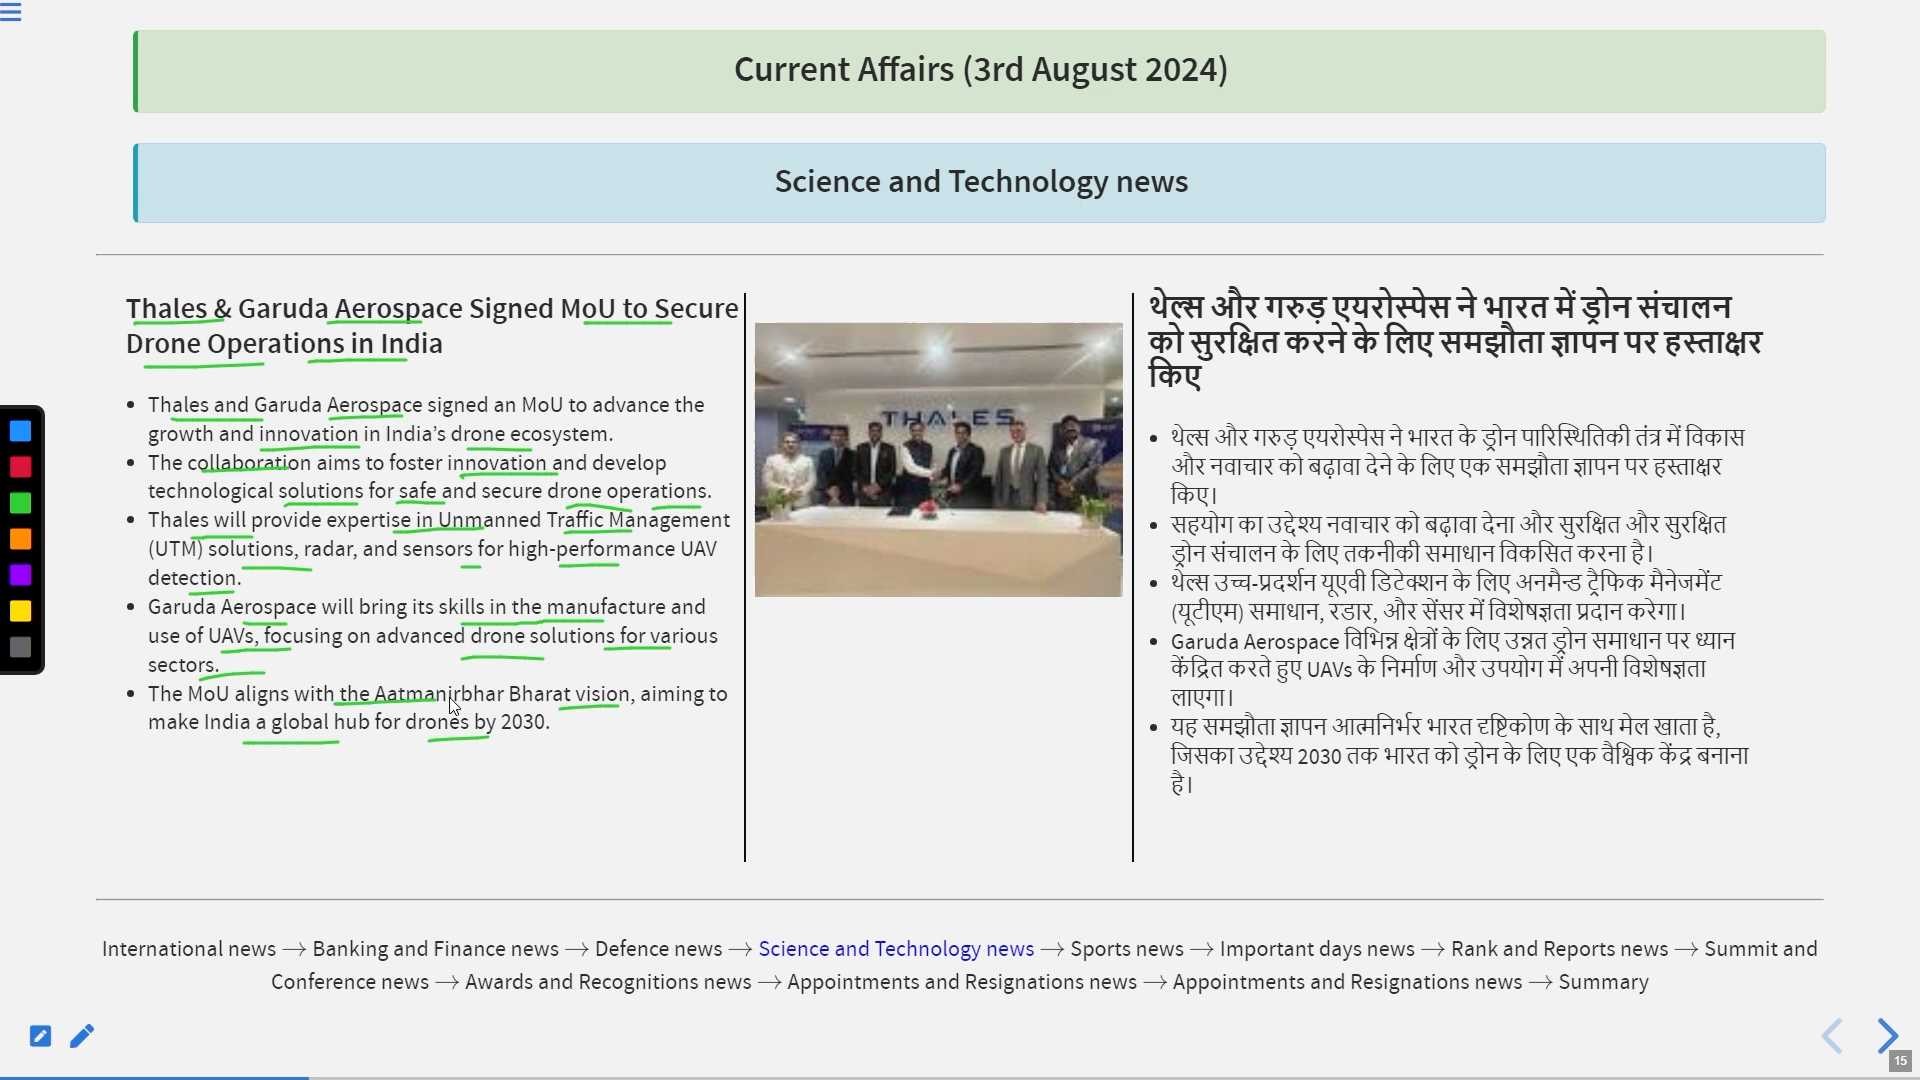 Current Affairs (3rd August 2024)
Science and Technology news
Thales & Garuda Aerospace Signed MoU to Secure
Drone Operations in India
• Thales and Garuda Aerospace signed an MoU to advance the
growth and innovation in India’s drone ecosystem.
• The collaboration aims to foster innovation and develop
technological solutions for safe and secure drone operations.
• Thales will provide expertise in Unmanned Traffic Management
(UTM) solutions, radar, and sensors for high-performance UAV
detection.
• Garuda Aerospace will bring its skills in the manufacture and
use of UAVs, focusing on advanced drone solutions for various
sectors.
• The MoU aligns with the Aatmanirbhar Bharat vision, aiming to
make India a global hub for drones by 2030.
THALES
थेल्स और गरुड़ एयरोस्पेस ने भारत में ड्रोन संचालन
को सुरक्षित करने के लिए समझौता ज्ञापन पर हस्ताक्षर
किए
• थेल्स और गरुड़ एयरोस्पेस ने भारत के ड्रोन पारिस्थितिकी तंत्र में विकास
और नवाचार को बढ़ावा देने के लिए एक समझौता ज्ञापन पर हस्ताक्षर
किए।
• सहयोग का उद्देश्य नवाचार को बढ़ावा देना और सुरक्षित और सुरक्षित
ड्रोन संचालन के लिए तकनीकी समाधान विकसित करना है।
• थेल्स उच्च-प्रदर्शन यूएवी डिटेक्शन के लिए अनमैन्ड ट्रैफिक मैनेजमेंट
(यूटीएम) समाधान, रडार, और सेंसर में विशेषज्ञता प्रदान करेगा।
• Garuda Aerospace विभिन्न क्षेत्रों के लिए उन्नत ड्रोन समाधान पर ध्यान
केंद्रित करते हुए UAVs के निर्माण और उपयोग में अपनी विशेषज्ञता
लाएगा।
• यह समझौता ज्ञापन आत्मनिर्भर भारत दृष्टिकोण के साथ मेल खाता है,
जिसका उद्देश्य 2030 तक भारत को ड्रोन के लिए एक वैश्विक केंद्र बनाना
है।
International news → Banking and Finance news → Defence news → Science and Technology news → Sports news → Important days news → Rank and Reports news → Summit and
Conference news → Awards and Recognitions news → Appointments and Resignations news → Appointments and Resignations news → Summary
15